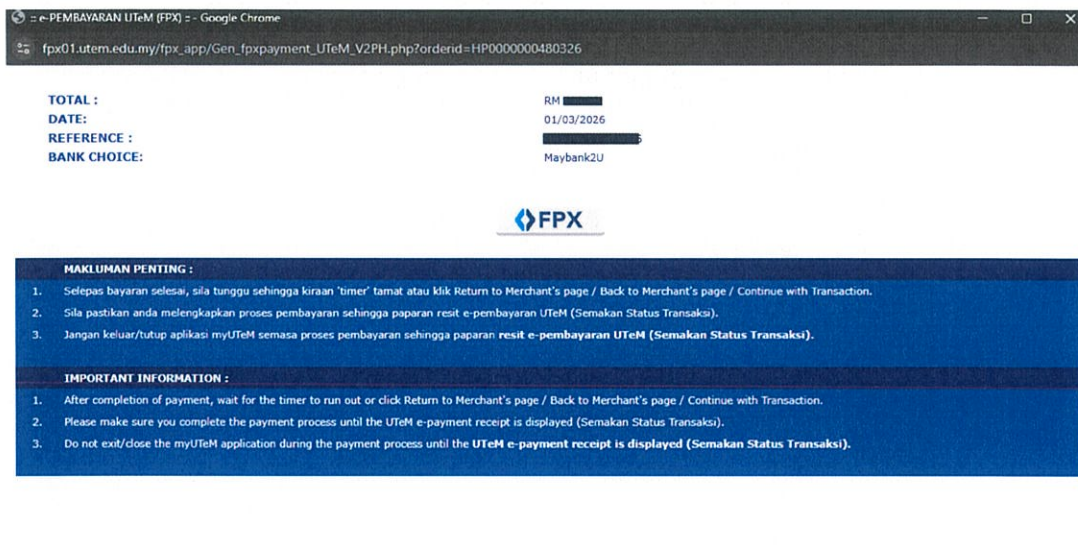 :: e-PEMBAYARAN UTeM (FPX) :: - Google Chrome
fpx01.utem.edu.my/fpx_app/Gen_fpxpayment_UTeM_V2PH.php?orderid=HP0000000480326
TOTAL : RM
DATE: 01/03/2026
REFERENCE :
BANK CHOICE: Maybank2U
FPX
MAKLUMAN PENTING :
1. Selepas bayaran selesai, sila tunggu sehingga kiraan 'timer' tamat atau klik Return to Merchant's page / Back to Merchant's page / Continue with Transaction.
2. Sila pastikan anda melengkapkan proses pembayaran sehingga paparan resit e-pembayaran UTeM (Semakan Status Transaksi).
3. Jangan keluar/tutup aplikasi myUTeM semasa proses pembayaran sehingga paparan resit e-pembayaran UTeM (Semakan Status Transaksi).
IMPORTANT INFORMATION :
1. After completion of payment, wait for the timer to run out or click Return to Merchant's page / Back to Merchant's page / Continue with Transaction.
2. Please make sure you complete the payment process until the UTeM e-payment receipt is displayed (Semakan Status Transaksi).
3. Do not exit/close the myUTeM application during the payment process until the UTeM e-payment receipt is displayed (Semakan Status Transaksi).